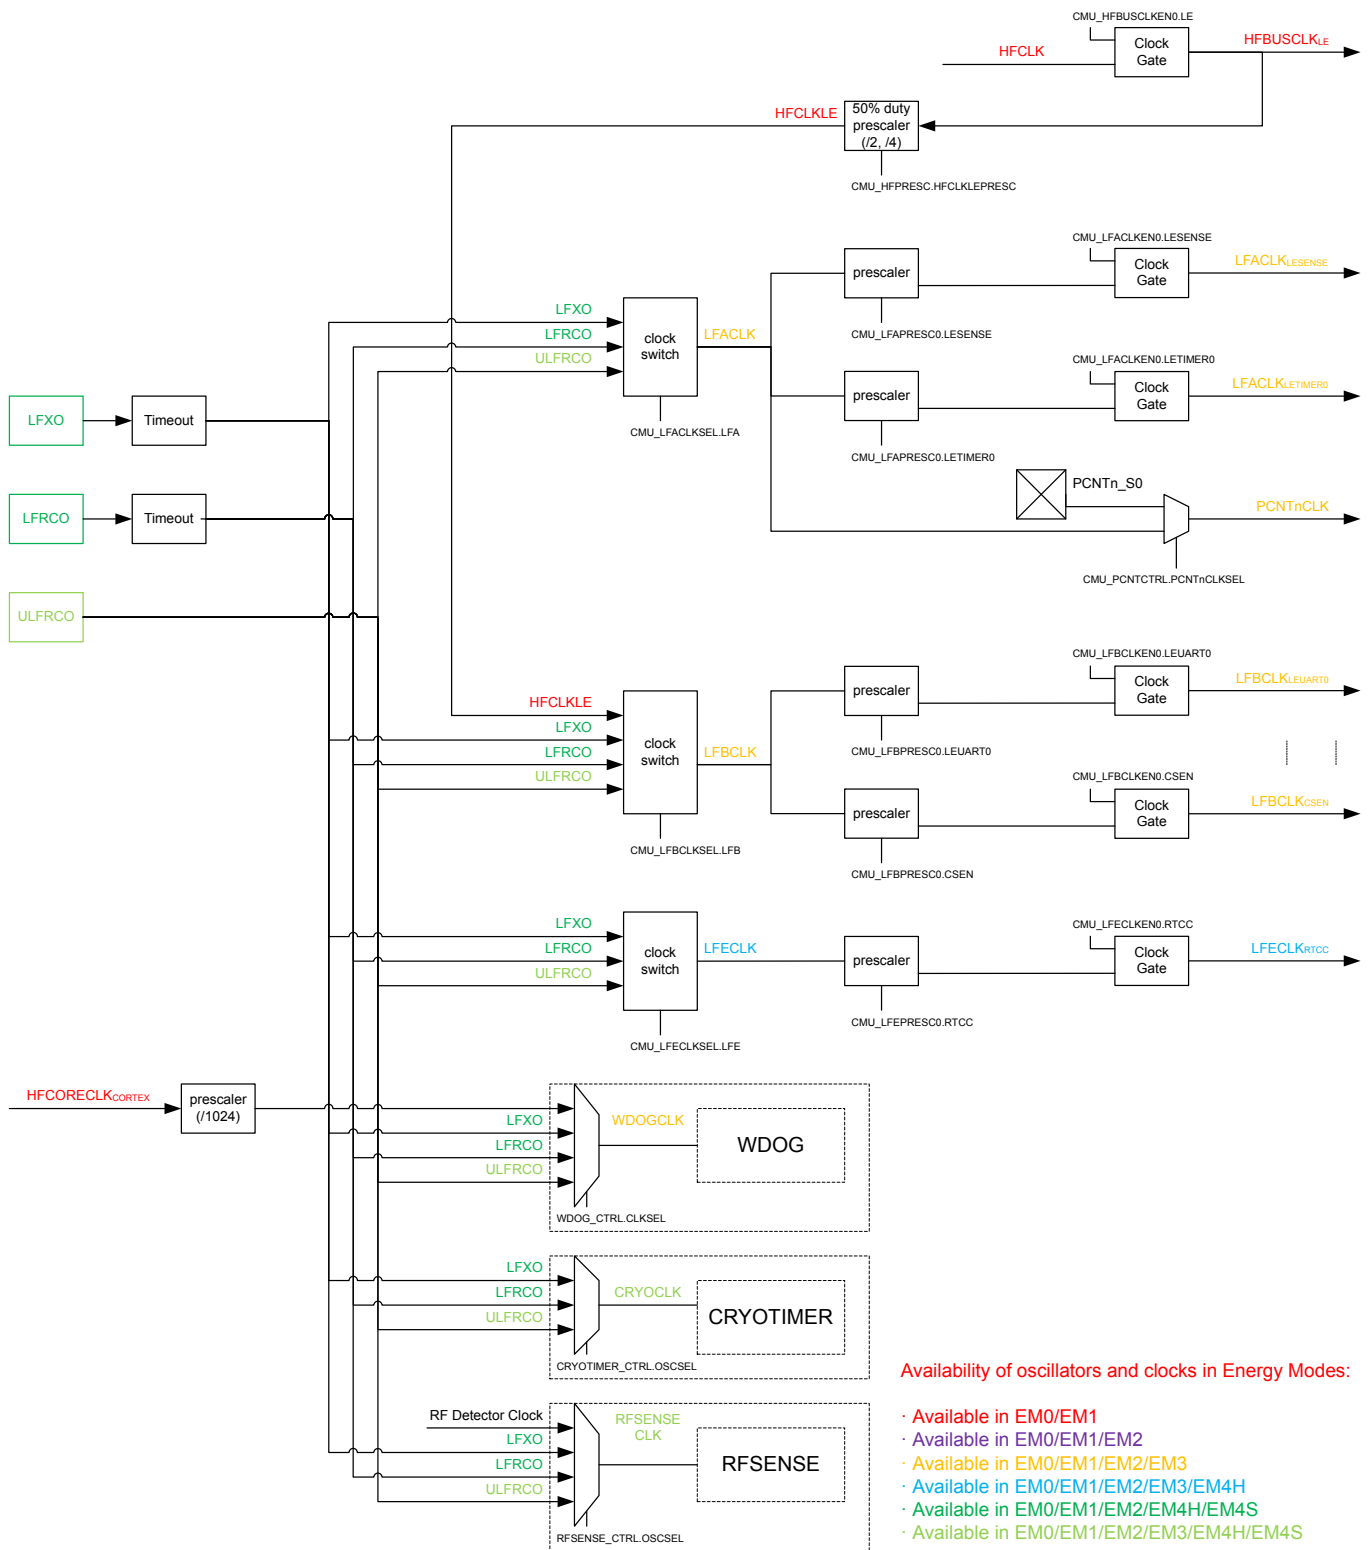 CMU_HFBUSCLKEN0.LE
HFCLK
Clock
Gate
HFBUSCLKLE
HFCLKLE
50% duty
prescaler
(/2, /4)
CMU_HFPRESC.HFCLKLEPRESC
CMU_LFACLKEN0.LESENSE
prescaler
Clock
Gate
LFACLKLESENSE
LFXO
LFRCO
ULFRCO
clock
switch
LFACLK
CMU_LFAPRESC0.LESENSE
CMU_LFACLKEN0.LETIMER0
prescaler
Clock
Gate
LFACLKLETIMER0
CMU_LFACLKSEL.LFA
CMU_LFAPRESC0.LETIMER0
LFXO
Timeout
PCNTn_S0
PCNTnCLK
LFRCO
Timeout
CMU_PCNTCTRL.PCNTnCLKSEL
ULFRCO
CMU_LFBCLKEN0.LEUART0
prescaler
Clock
Gate
LFBCLKLEUART0
HFCLKLE
LFXO
LFRCO
ULFRCO
clock
switch
LFBCLK
CMU_LFBPRESC0.LEUART0
CMU_LFBCLKEN0.CSEN
prescaler
Clock
Gate
LFBCLKCSEN
CMU_LFBCLKSEL.LFB
CMU_LFBPRESC0.CSEN
LFXO
LFRCO
ULFRCO
clock
switch
LFECLK
prescaler
CMU_LFECLKEN0.RTCC
Clock
Gate
LFECLKRTCC
CMU_LFEPRESC0.RTCC
CMU_LFECLKSEL.LFE
HFCORECLKCORTEX
prescaler
(/1024)
LFXO
LFRCO
ULFRCO
WDOGCLK
WDOG
WDOG_CTRL.CLKSEL
LFXO
LFRCO
ULFRCO
CRYOCLK
CRYOTIMER
CRYOTIMER_CTRL.OSCSEL
RF Detector Clock
LFXO
LFRCO
ULFRCO
RFSENSE
CLK
RFSENSE
RFSENSE_CTRL.OSCSEL
Availability of oscillators and clocks in Energy Modes:
· Available in EM0/EM1
· Available in EM0/EM1/EM2
· Available in EM0/EM1/EM2/EM3
· Available in EM0/EM1/EM2/EM3/EM4H
· Available in EM0/EM1/EM2/EM4H/EM4S
· Available in EM0/EM1/EM2/EM3/EM4H/EM4S